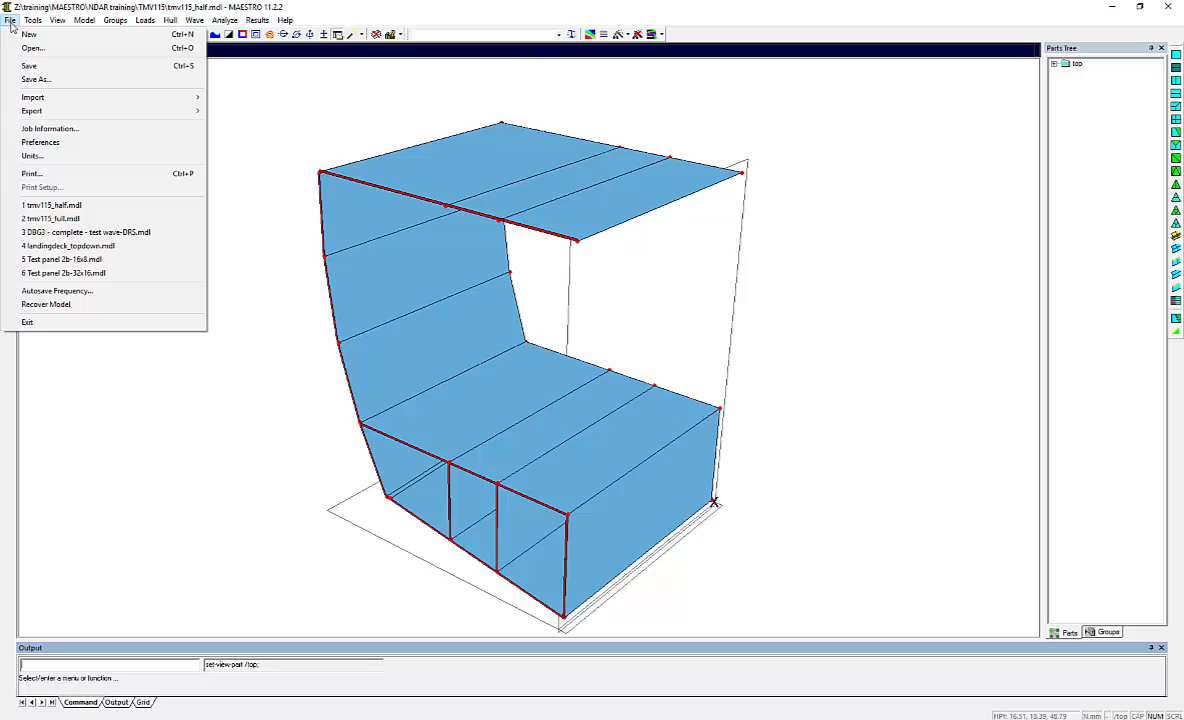 Z:\training\MAESTRO\NDAR training\TMV115\tmv115_half.mdl - MAESTRO 11.2.2
File Tools View Model Groups Loads Hull Wave Analyze Results Help
New Ctrl+N
Open... Ctrl+O
Save Ctrl+S
Save As...
Import
Export
Job Information...
Preferences
Units...
Print... Ctrl+P
Print Setup...
1 tmv115_half.mdl
2 tmv115_full.mdl
3 DBG3 - complete - test wave-DRS.mdl
4 landingdeck_topdown.mdl
5 Test panel 2b-16x8.mdl
6 Test panel 2b-32x16.mdl
Autosave Frequency...
Recover Model
Exit
X
Parts Tree
top
Parts Groups
Output
set-view-part /top;
Select/enter a menu or function ...
Command Output Grid
HPY: 16.51, 18.39, 48.79 N.mm - /top CAP NUM SCRL